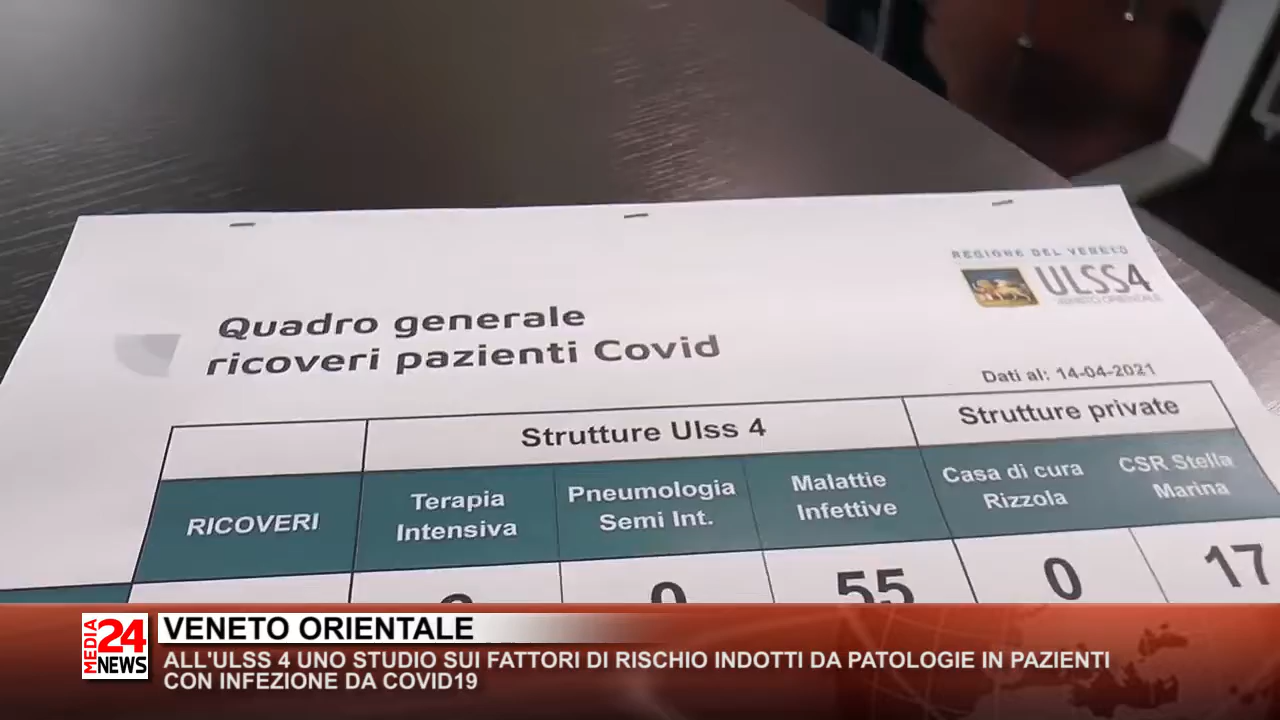 REGIONE DEL VENETO
ULSS4
VENETO ORIENTALE
Quadro generale
ricoveri pazienti Covid
Dati al: 14-04-2021
Strutture Ulss 4
Strutture private
RICOVERI
Terapia
Intensiva
Pneumologia
Semi Int.
Malattie
Infettive
Casa di cura
Rizzola
CSR Stella
Marina
55
0
17
MEDIA
24
NEWS
VENETO ORIENTALE
ALL'ULSS 4 UNO STUDIO SUI FATTORI DI RISCHIO INDOTTI DA PATOLOGIE IN PAZIENTI
CON INFEZIONE DA COVID19